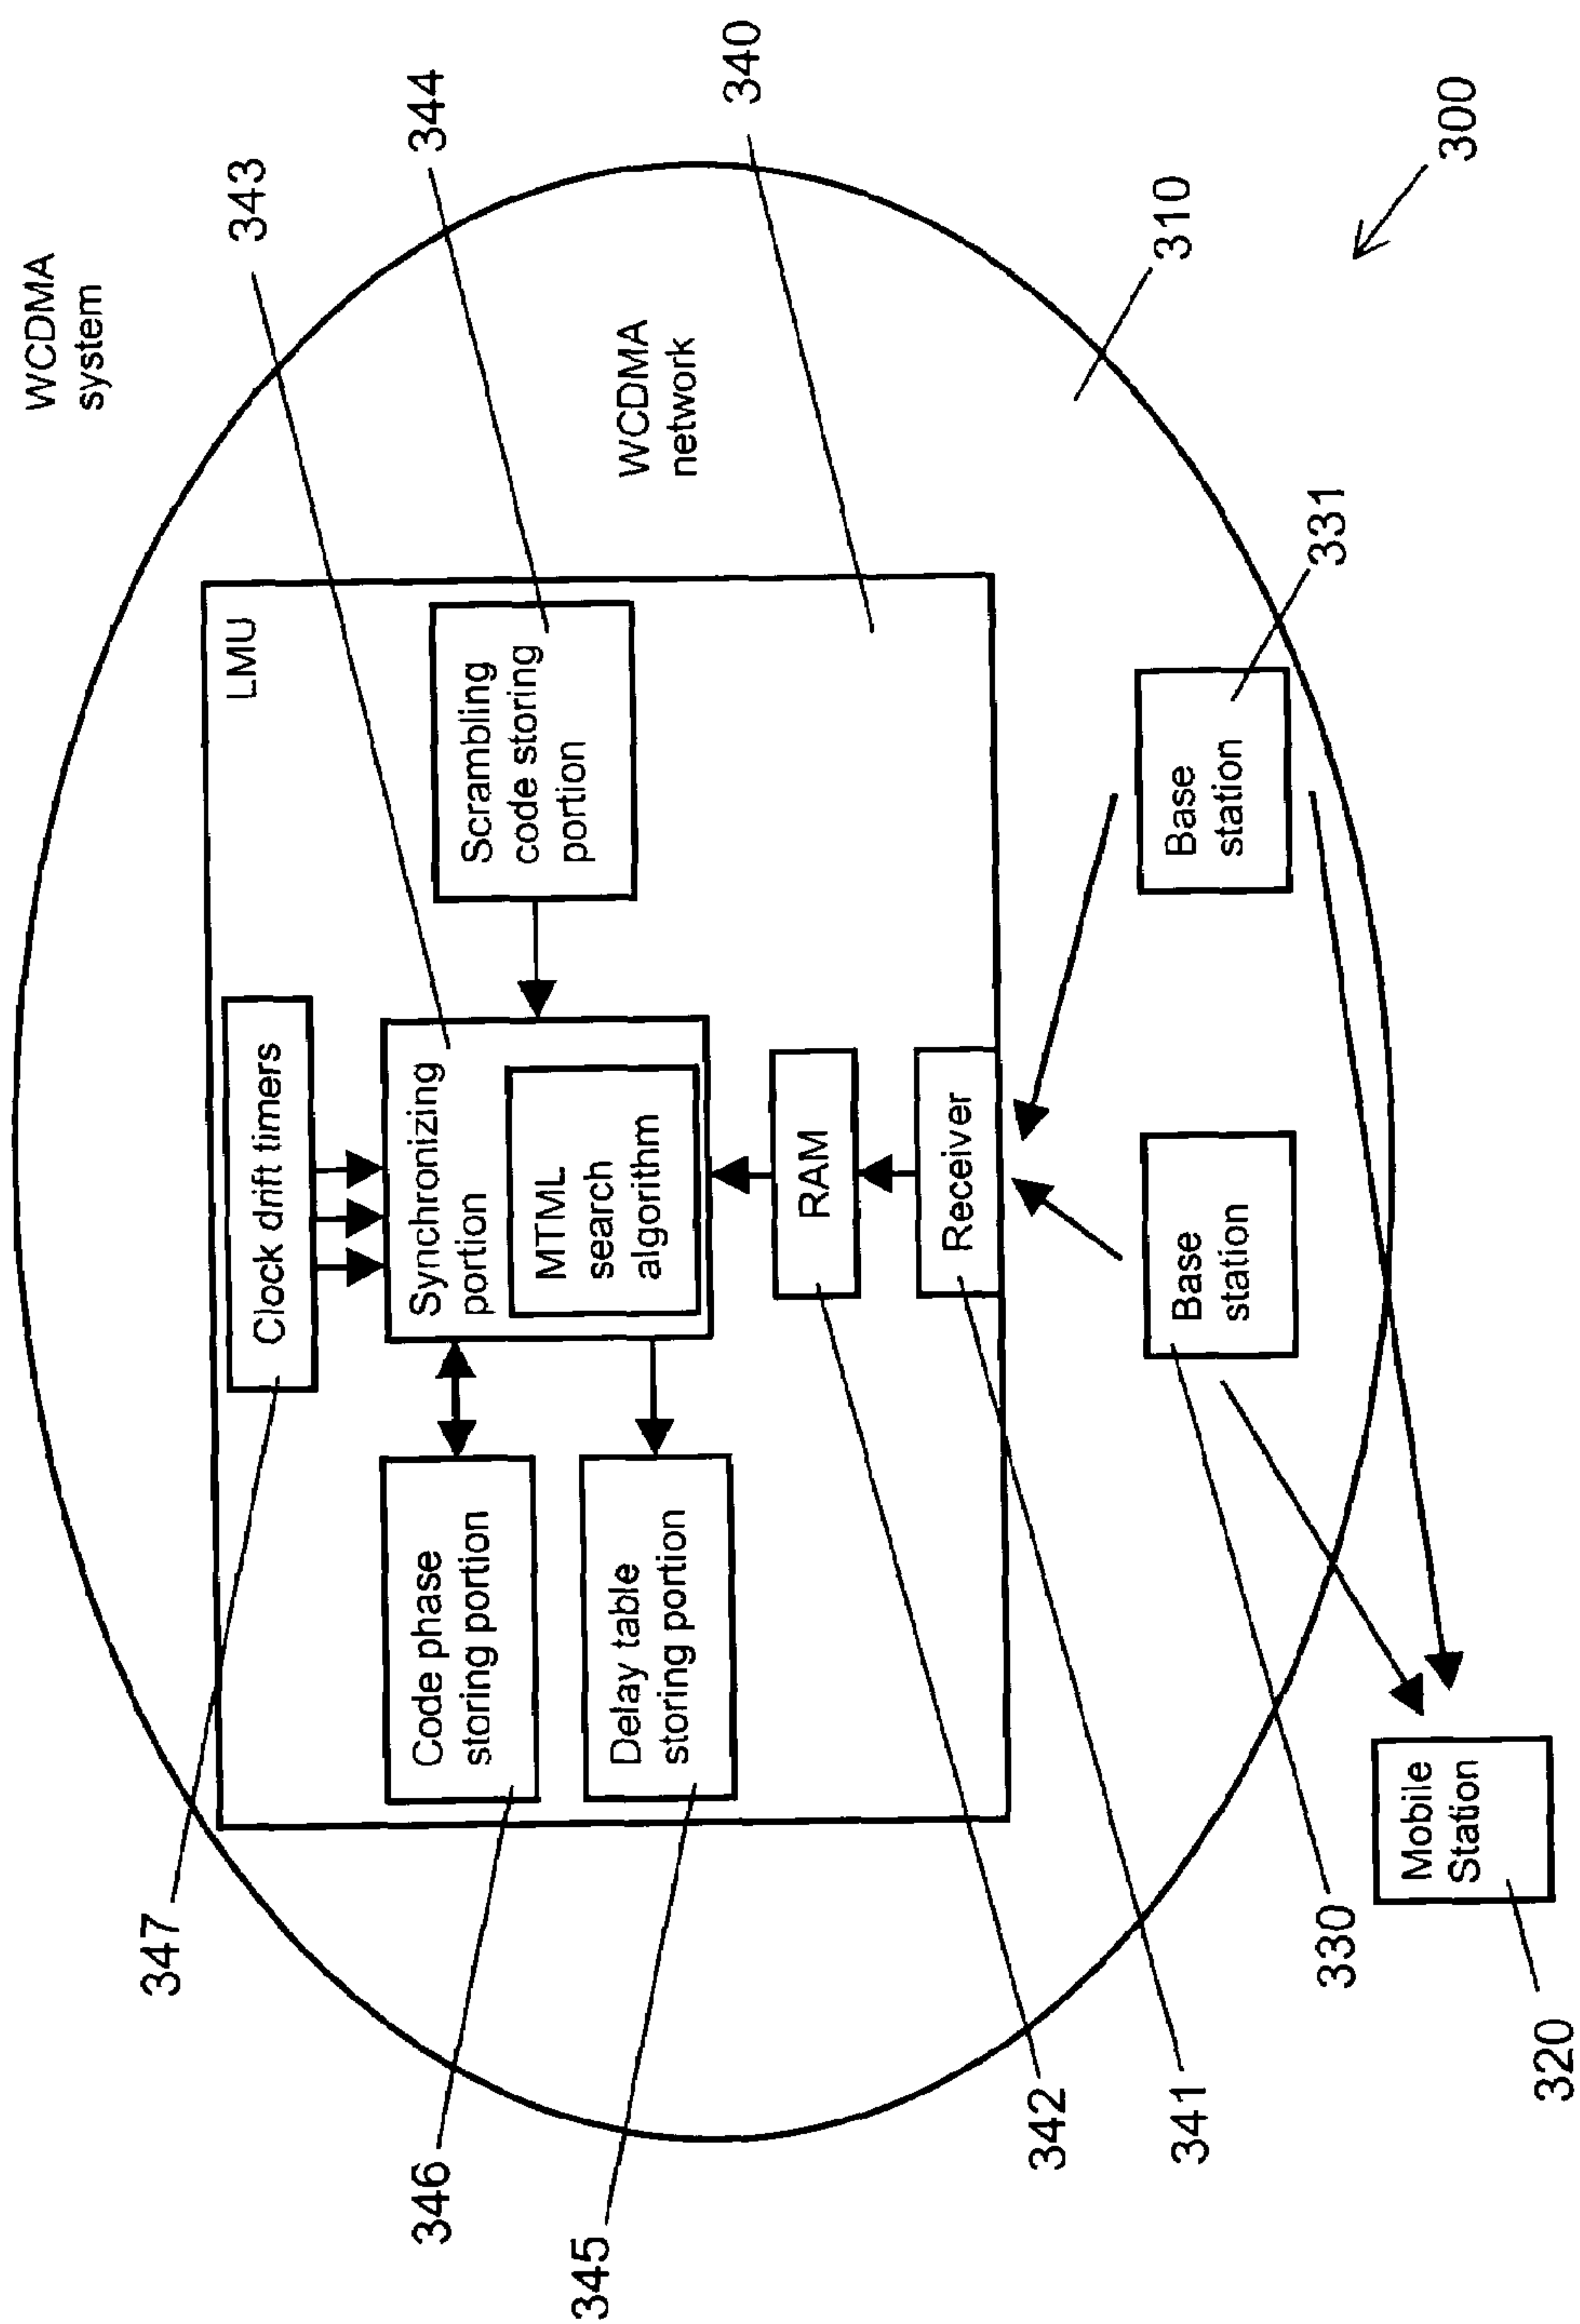 WCDMA
system
347
343
344
340
LMU
Clock drift timers
WCDMA
network
Code phase
storing portion
Synchronizing
portion
MTML
search
algorithm
Scrambling
code storing
portion
Delay table
storing portion
RAM
Receiver
346
345
342
341
Base
station
Base
station
331
310
300
330
Mobile
Station
320